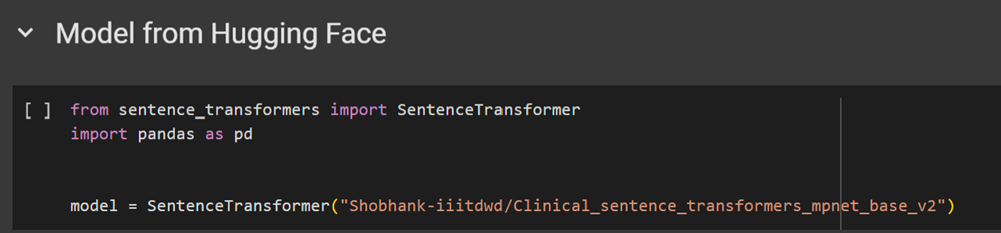 Model from Hugging Face
[ ] from sentence_transformers import SentenceTransformer
import pandas as pd
model = SentenceTransformer("Shobhank-iiitdwd/Clinical_sentence_transformers_mpnet_base_v2")